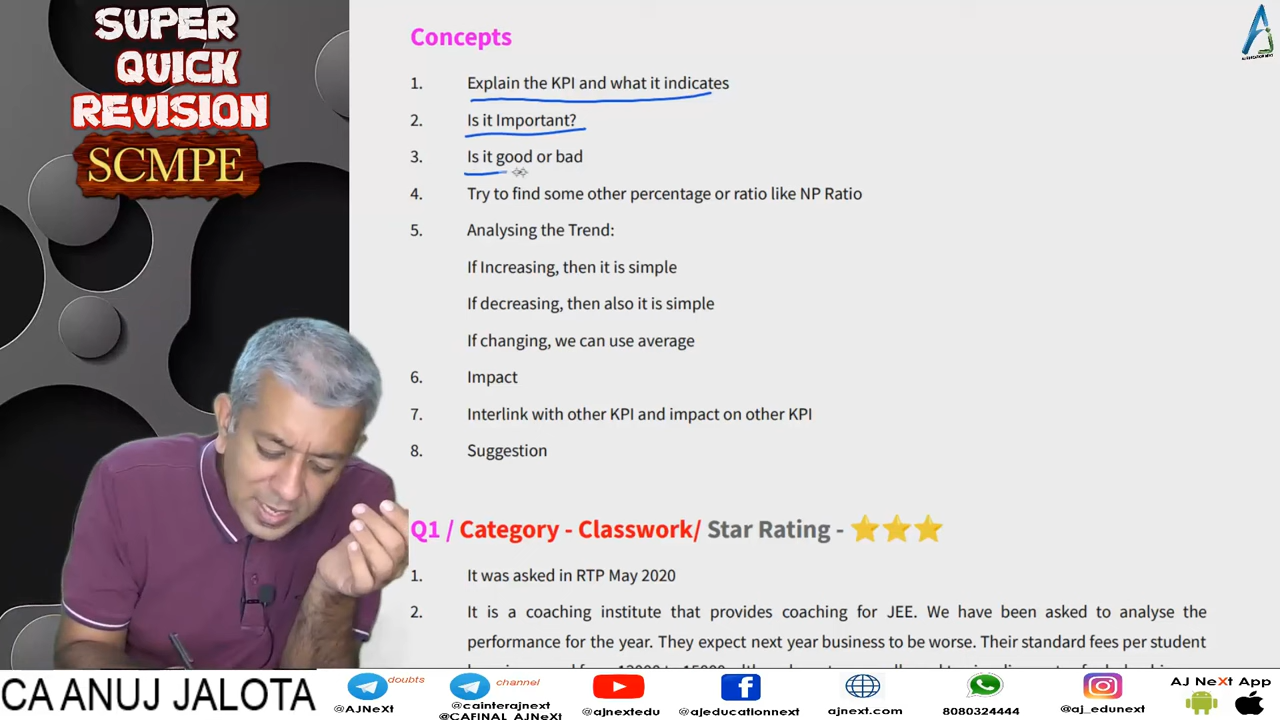 SUPER
QUICK
REVISION
SCMPE
Concepts
1. Explain the KPI and what it indicates
2. Is it Important?
3. Is it good or bad
4. Try to find some other percentage or ratio like NP Ratio
5. Analysing the Trend:
If Increasing, then it is simple
If decreasing, then also it is simple
If changing, we can use average
6. Impact
7. Interlink with other KPI and impact on other KPI
8. Suggestion
Q1 / Category - Classwork/ Star Rating -
1. It was asked in RTP May 2020
2. It is a coaching institute that provides coaching for JEE. We have been asked to analyse the
performance for the year. They expect next year business to be worse. Their standard fees per student
CA ANUJ JALOTA
doubts
@AJNeXt
channel
@cainterajnext
@CAFINAL_AJNeXt
@ajnextedu
@ajeducationnext
ajnext.com
8080324444
@aj_edunext
AJ NeXt App